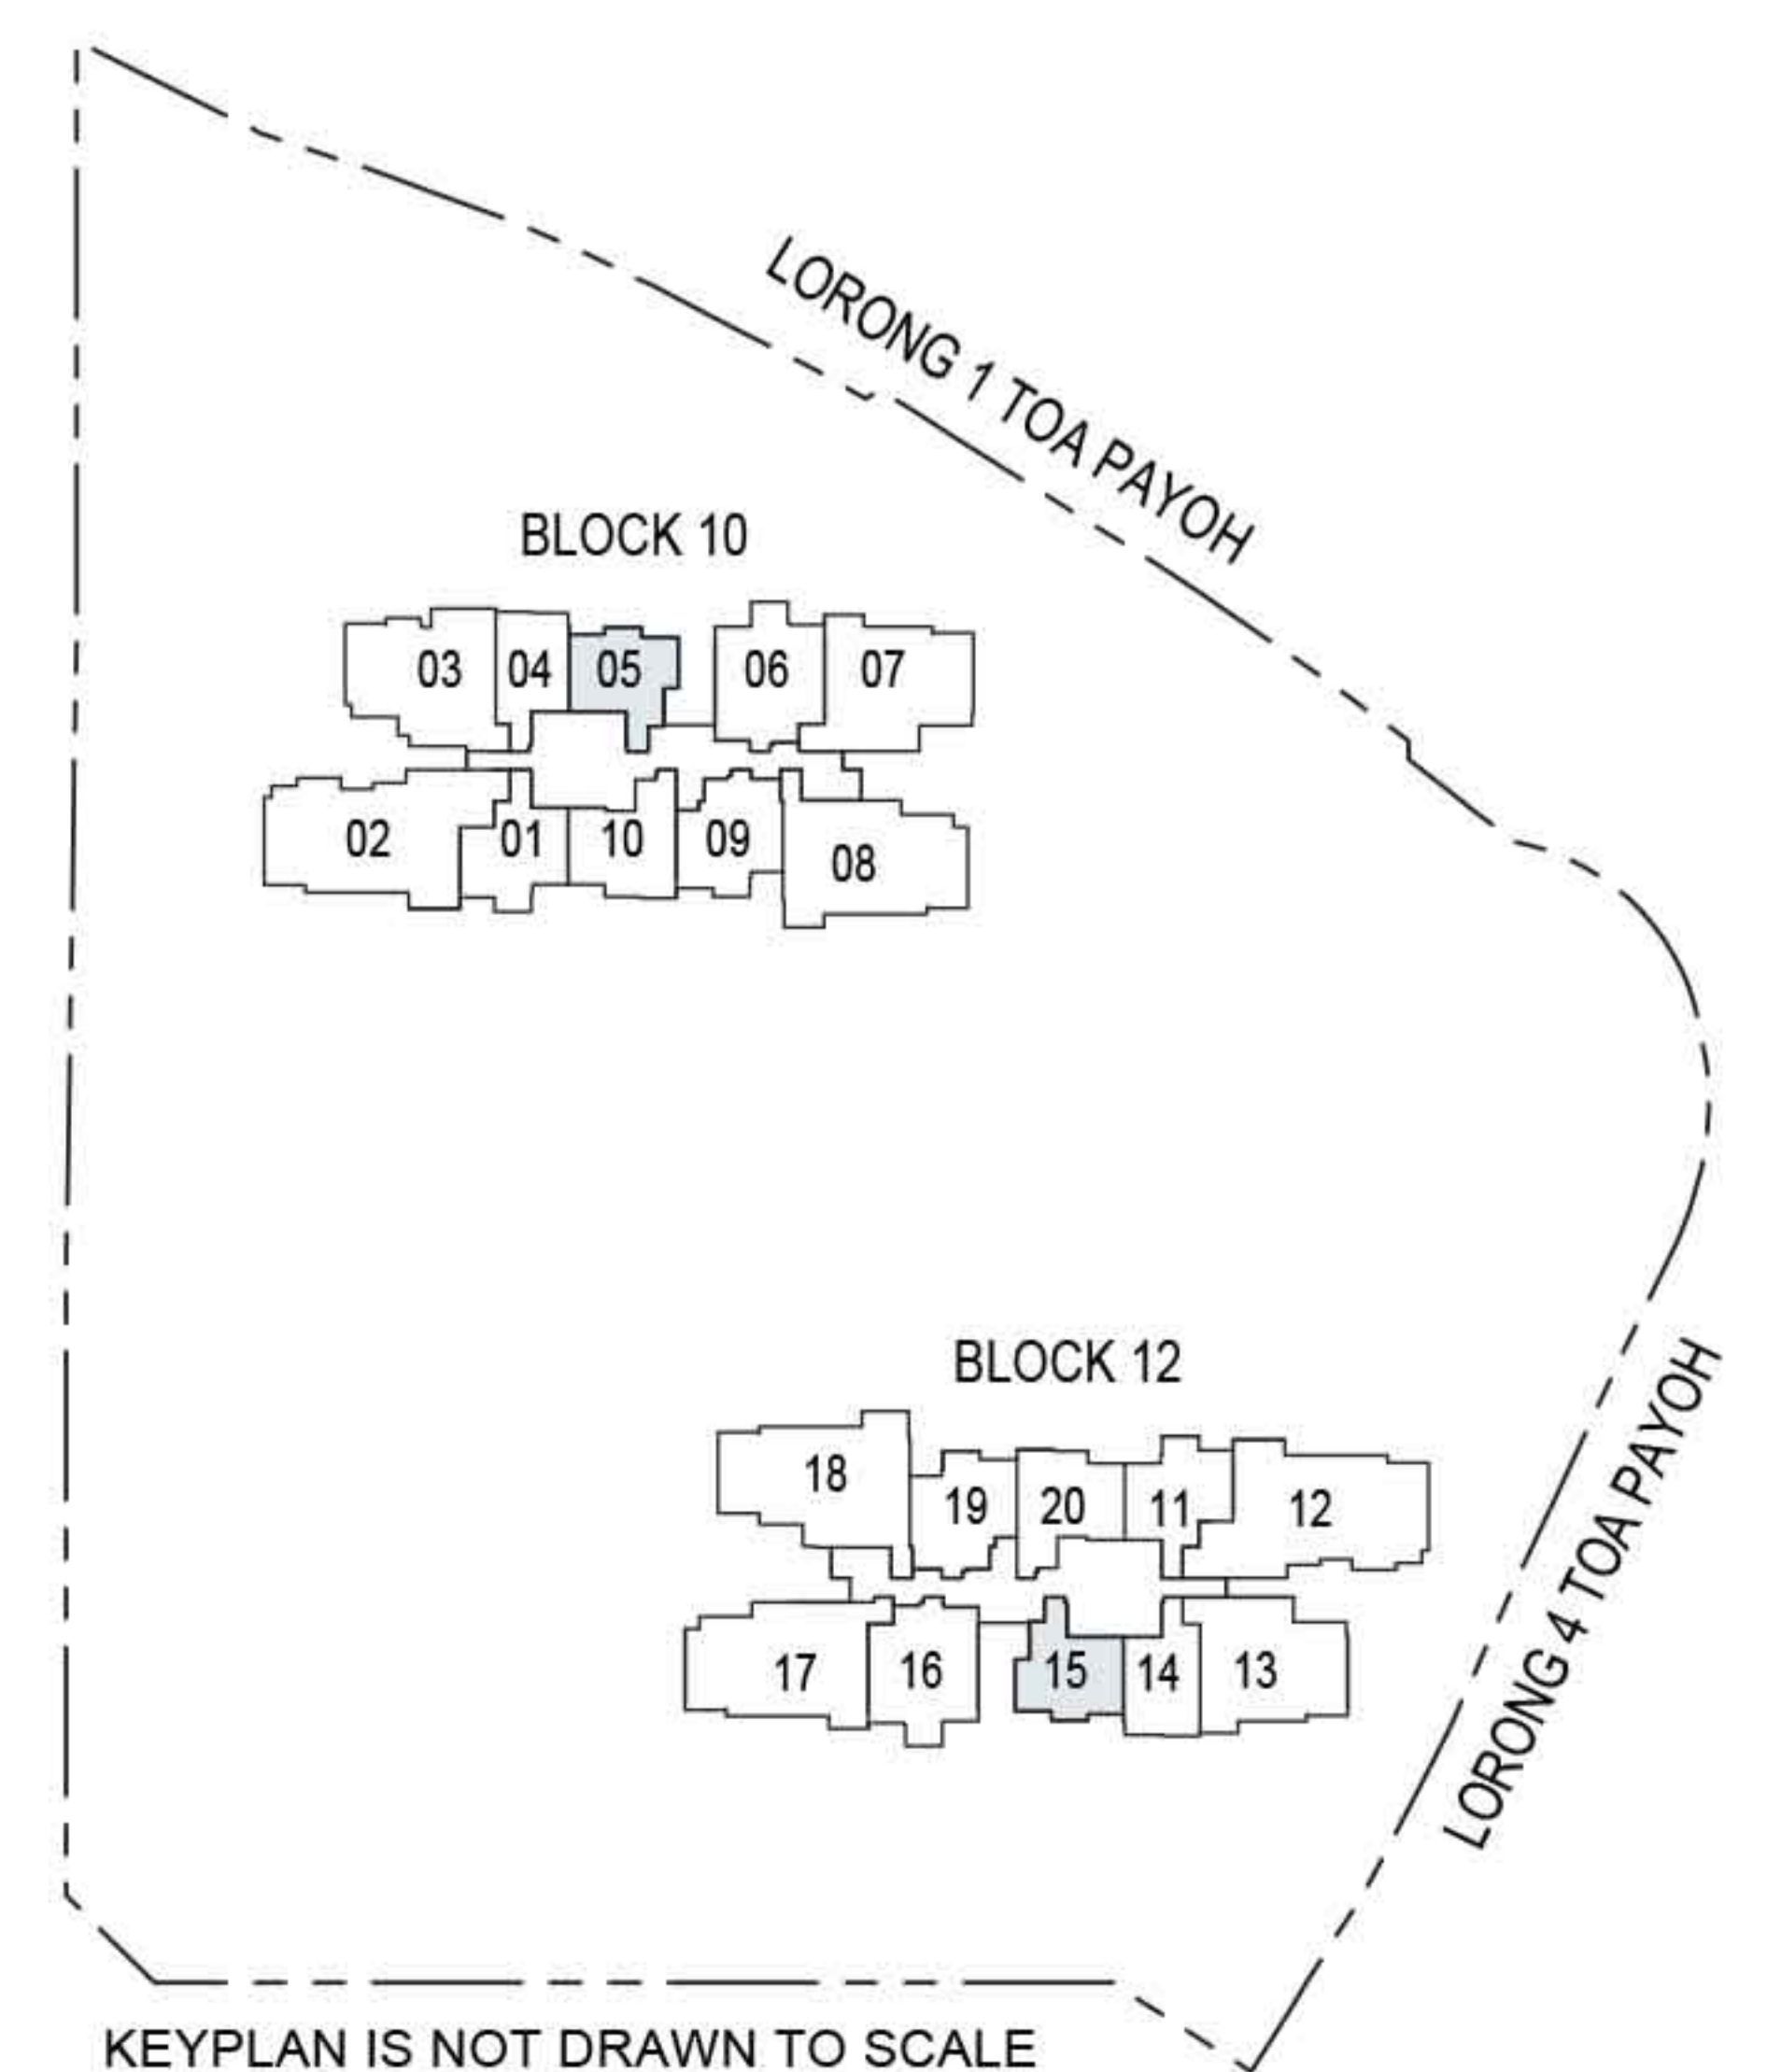 LORONG 1 TOA PAYOH
BLOCK 10
03 04 05 06 07
02 01 10 09 08
BLOCK 12
18 19 20 11 12
17 16 15 14 13
LORONG 4 TOA PAYOH
KEYPLAN IS NOT DRAWN TO SCALE